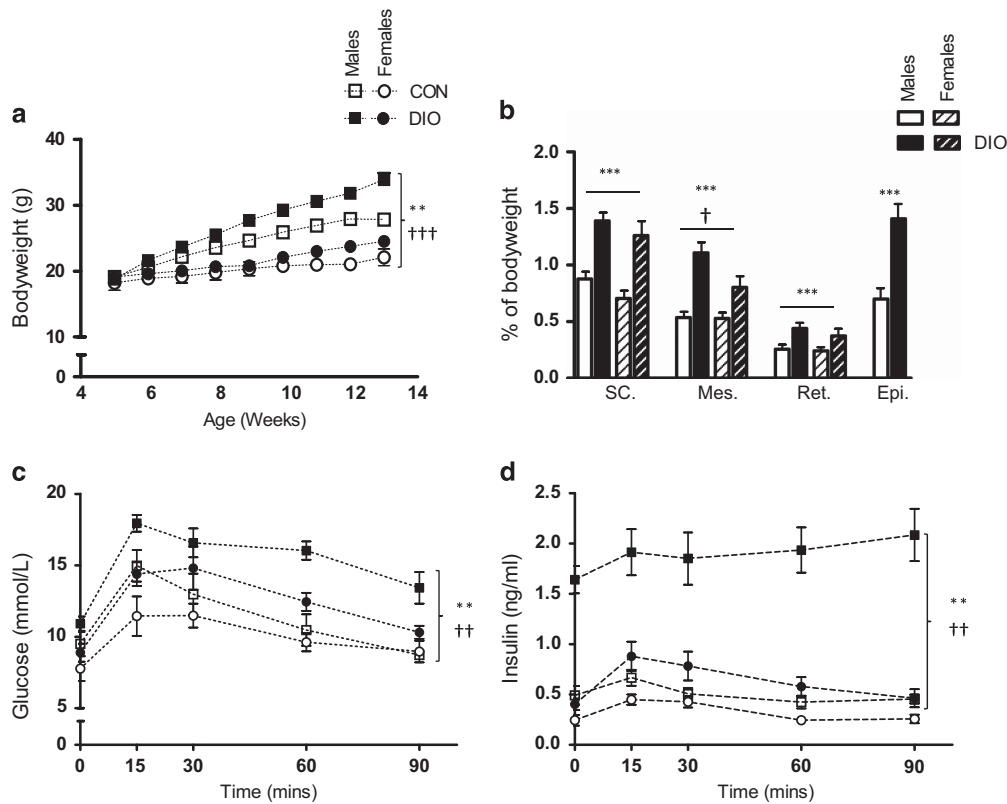 a
Males
Females
CON
DIO
Bodyweight (g)
40
30
20
10
0
4 6 8 10 12 14
Age (Weeks)
**
†††
b
Males
Females
DIO
% of bodyweight
2.0
1.5
1.0
0.5
0.0
***
***
†
***
***
SC. Mes. Ret. Epi.
c
Glucose (mmol/L)
20
15
10
5
0
0 15 30 60 90
Time (mins)
**
††
d
Insulin (ng/ml)
2.5
2.0
1.5
1.0
0.5
0.0
0 15 30 60 90
Time (mins)
**
††